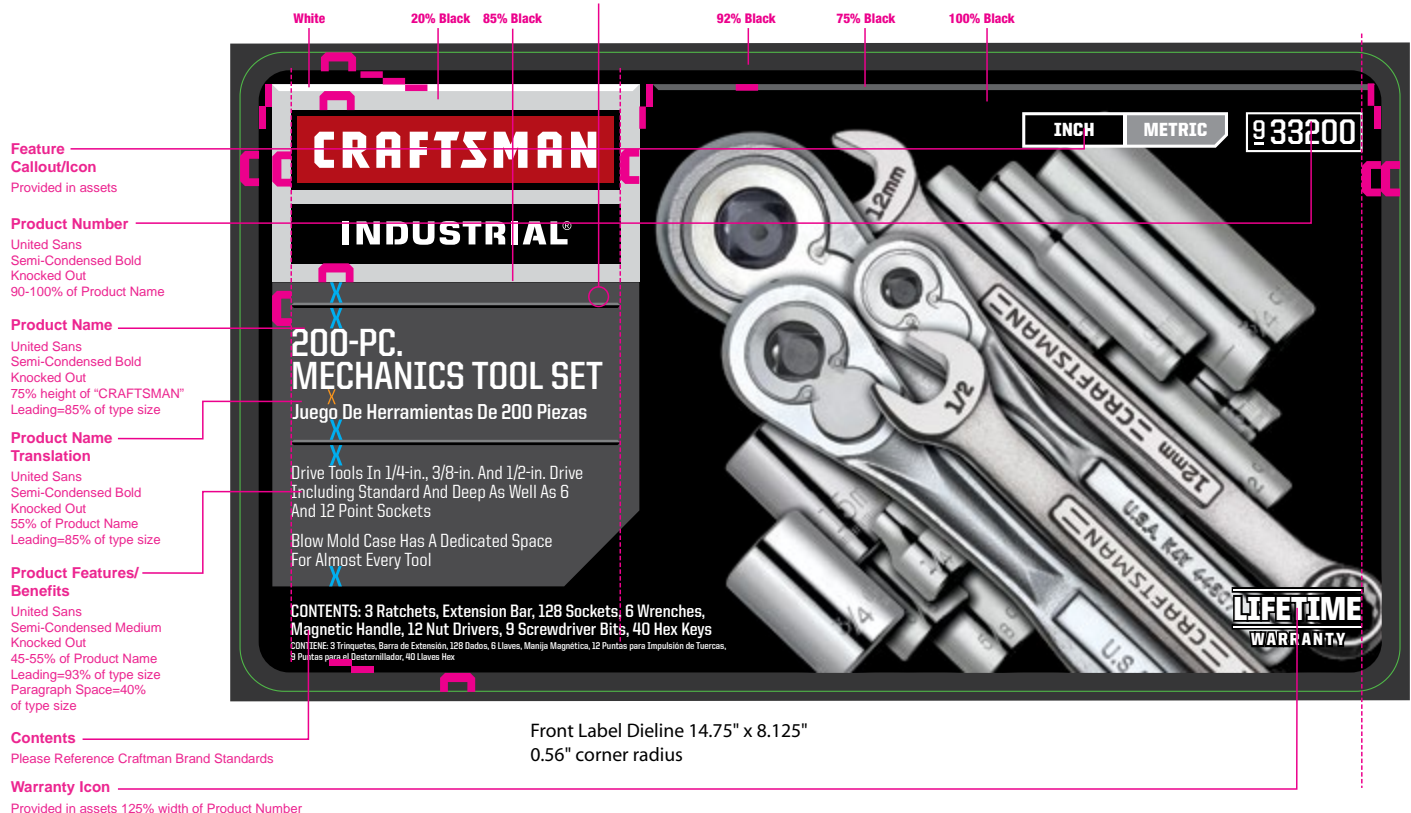 White
20% Black
85% Black
92% Black
75% Black
100% Black
Feature
Callout/Icon
Provided in assets
Product Number
United Sans
Semi-Condensed Bold
Knocked Out
90-100% of Product Name
Product Name
United Sans
Semi-Condensed Bold
Knocked Out
75% height of “CRAFTSMAN”
Leading=85% of type size
Product Name
Translation
United Sans
Semi-Condensed Bold
Knocked Out
55% of Product Name
Leading=85% of type size
Product Features/
Benefits
United Sans
Semi-Condensed Medium
Knocked Out
45-55% of Product Name
Leading=93% of type size
Paragraph Space=40%
of type size
Contents
Please Reference Craftman Brand Standards
Warranty Icon
Provided in assets 125% width of Product Number
CRAFTSMAN
INDUSTRIAL®
X
X
200-PC.
MECHANICS TOOL SET
X
Juego De Herramientas De 200 Piezas
X
X
Drive Tools In 1/4-in., 3/8-in. And 1/2-in. Drive
Including Standard And Deep As Well As 6
And 12 Point Sockets
Blow Mold Case Has A Dedicated Space
For Almost Every Tool
X
CONTENTS: 3 Ratchets, Extension Bar, 128 Sockets, 6 Wrenches,
Magnetic Handle, 12 Nut Drivers, 9 Screwdriver Bits, 40 Hex Keys
CONTIENE: 3 Trinquetes, Barra de Extensión, 128 Dados, 6 Llaves, Manija Magnética, 12 Puntas para Impulsión de Tuercas,
9 Puntas para el Destornillador, 40 Llaves Hex
INCH
METRIC
9 33200
12mm
1/2
CRAFTSMAN
12mm
CRAFTSMAN
U.S.A.
CRAFTSMAN
U.S
3/4
3/4
5/8
LIFETIME
WARRANTY
Front Label Dieline 14.75" x 8.125"
0.56" corner radius